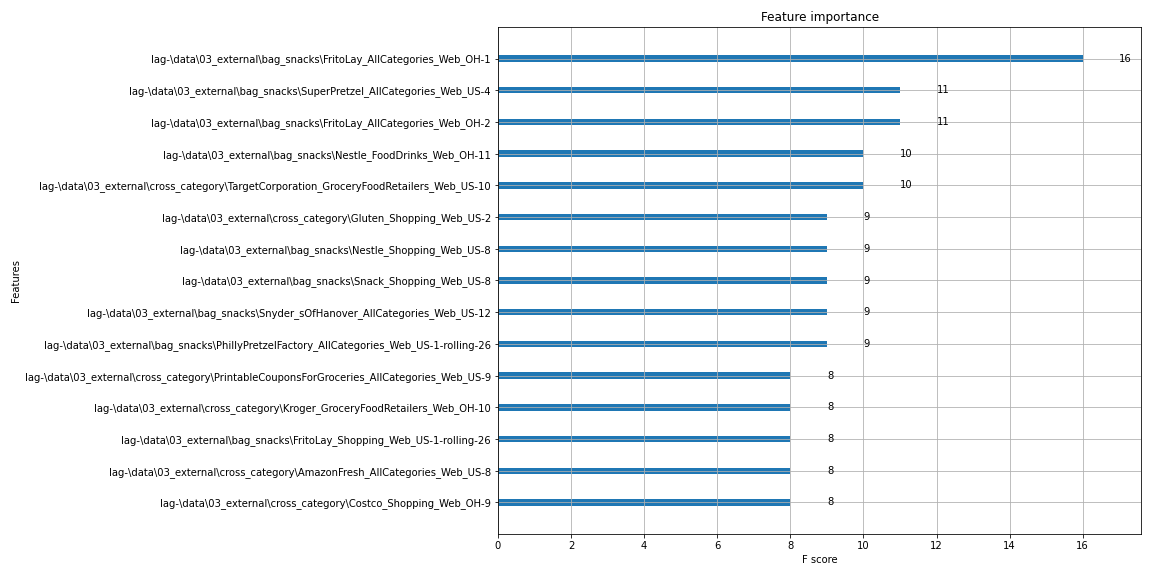 Feature importance
Features
lag-\data\03_external\bag_snacks\FritoLay_AllCategories_Web_OH-1 16
lag-\data\03_external\bag_snacks\SuperPretzel_AllCategories_Web_US-4 11
lag-\data\03_external\bag_snacks\FritoLay_AllCategories_Web_OH-2 11
lag-\data\03_external\bag_snacks\Nestle_FoodDrinks_Web_OH-11 10
lag-\data\03_external\cross_category\TargetCorporation_GroceryFoodRetailers_Web_US-10 10
lag-\data\03_external\cross_category\Gluten_Shopping_Web_US-2 9
lag-\data\03_external\bag_snacks\Nestle_Shopping_Web_US-8 9
lag-\data\03_external\bag_snacks\Snack_Shopping_Web_US-8 9
lag-\data\03_external\bag_snacks\Snyder_sOfHanover_AllCategories_Web_US-12 9
lag-\data\03_external\bag_snacks\PhillyPretzelFactory_AllCategories_Web_US-1-rolling-26 9
lag-\data\03_external\cross_category\PrintableCouponsForGroceries_AllCategories_Web_US-9 8
lag-\data\03_external\cross_category\Kroger_GroceryFoodRetailers_Web_OH-10 8
lag-\data\03_external\bag_snacks\FritoLay_Shopping_Web_US-1-rolling-26 8
lag-\data\03_external\cross_category\AmazonFresh_AllCategories_Web_US-8 8
lag-\data\03_external\cross_category\Costco_Shopping_Web_OH-9 8
0 2 4 6 8 10 12 14 16
F score